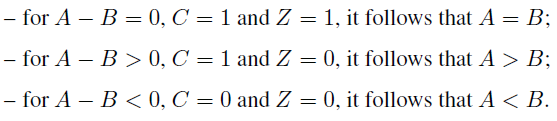 – for A − B = 0, C = 1 and Z = 1, it follows that A = B;
– for A − B > 0, C = 1 and Z = 0, it follows that A > B;
– for A − B < 0, C = 0 and Z = 0, it follows that A < B.